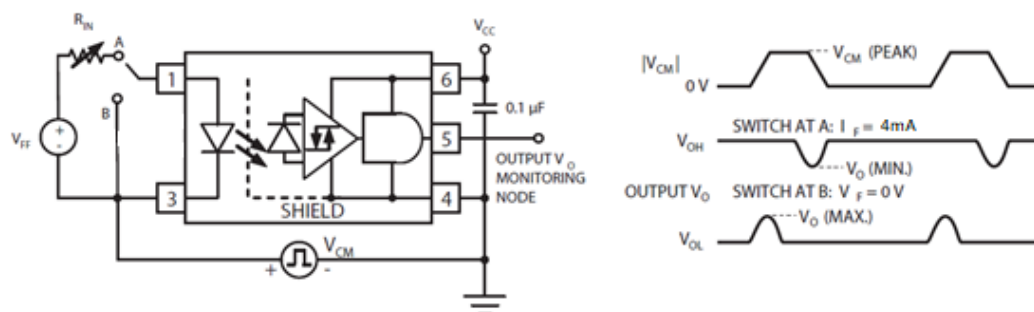 R_IN
A
B
V_FF
+
-
1
3
SHIELD
6
5
4
V_CC
0.1 µF
OUTPUT V_O
MONITORING
NODE
V_CM
+
-
|V_CM|
0 V
V_CM (PEAK)
SWITCH AT A: I_F = 4mA
V_OH
V_O (MIN.)
OUTPUT V_O
SWITCH AT B: V_F = 0 V
V_O (MAX.)
V_OL